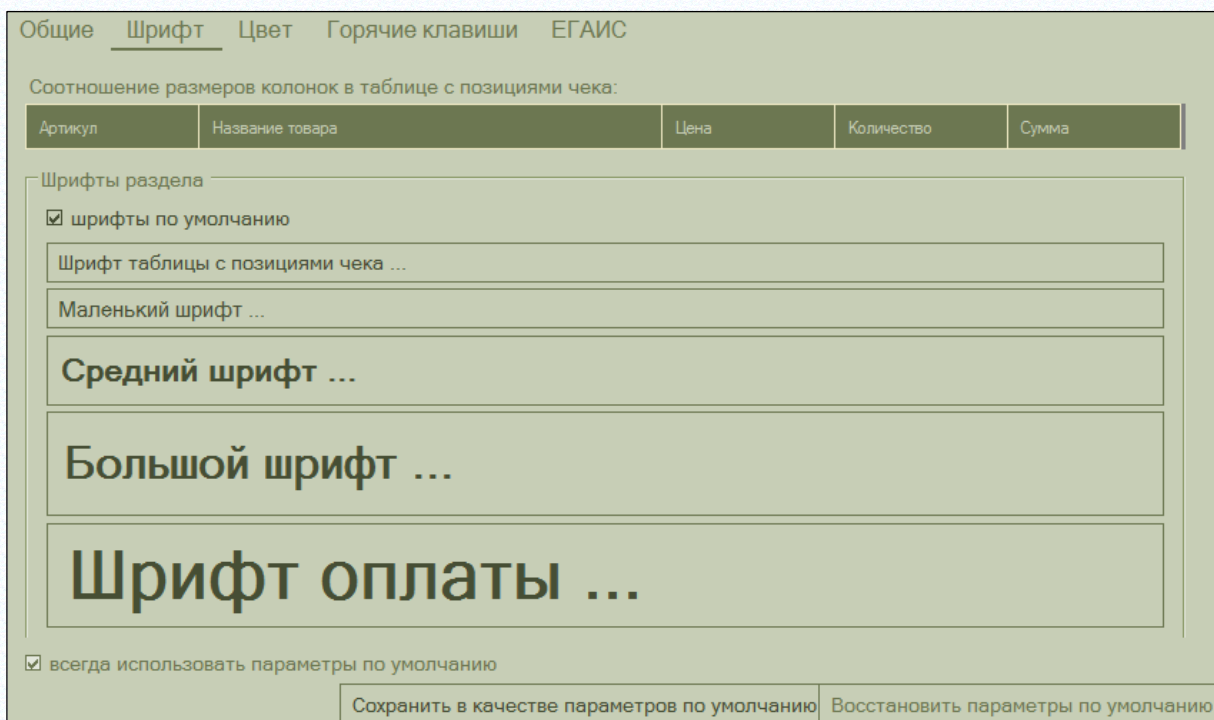 Общие Шрифт Цвет Горячие клавиши ЕГАИС
Соотношение размеров колонок в таблице с позициями чека:
Артикул Название товара Цена Количество Сумма
Шрифты раздела
шрифты по умолчанию
Шрифт таблицы с позициями чека ...
Маленький шрифт ...
Средний шрифт ...
Большой шрифт ...
Шрифт оплаты ...
всегда использовать параметры по умолчанию
Сохранить в качестве параметров по умолчанию Восстановить параметры по умолчанию